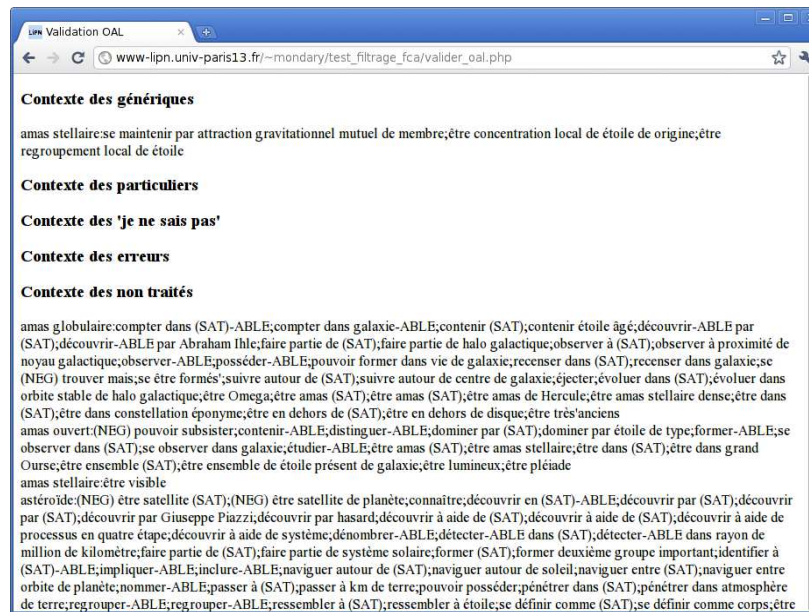 LIPN Validation OAL
www-lipn.univ-paris13.fr/~mondary/test_filtrage_fca/valider_oal.php
Contexte des génériques
amas stellaire:se maintenir par attraction gravitationnel mutuel de membre;être concentration local de étoile de origine;être
regroupement local de étoile
Contexte des particuliers
Contexte des 'je ne sais pas'
Contexte des erreurs
Contexte des non traités
amas globulaire:compter dans (SAT)-ABLE;compter dans galaxie-ABLE;contenir (SAT);contenir étoile âgé;découvrir-ABLE par
(SAT);découvrir-ABLE par Abraham Ihle;faire partie de (SAT);faire partie de halo galactique;observer à (SAT);observer à proximité de
noyau galactique;observer-ABLE;posséder-ABLE;pouvoir former dans vie de galaxie;recenser dans (SAT);recenser dans galaxie;se
(NEG) trouver mais;se être formés';suivre autour de (SAT);suivre autour de centre de galaxie;éjecter;évoluer dans (SAT);évoluer dans
orbite stable de halo galactique;être Omega;être amas (SAT);être amas (SAT);être amas de Hercule;être amas stellaire dense;être dans
(SAT);être dans constellation éponyme;être en dehors de (SAT);être en dehors de disque;être très'anciens
amas ouvert:(NEG) pouvoir subsister;contenir-ABLE;distinguer-ABLE;dominer par (SAT);dominer par étoile de type;former-ABLE;se
observer dans (SAT);se observer dans galaxie;étudier-ABLE;être amas (SAT);être amas stellaire;être dans (SAT);être dans grand
Ourse;être ensemble (SAT);être ensemble de étoile présent de galaxie;être lumineux;être pléiade
amas stellaire:être visible
astéroïde:(NEG) être satellite (SAT);(NEG) être satellite de planète;connaître;découvrir en (SAT)-ABLE;découvrir par (SAT);découvrir
par (SAT);découvrir par Giuseppe Piazzi;découvrir par hasard;découvrir à aide de (SAT);découvrir à aide de (SAT);découvrir à aide de
processus en quatre étape;découvrir à aide de système;dénombrer-ABLE;détecter-ABLE dans (SAT);détecter-ABLE dans rayon de
million de kilomètre;faire partie de (SAT);faire partie de système solaire;former (SAT);former deuxième groupe important;identifier à
(SAT)-ABLE;impliquer-ABLE;inclure-ABLE;naviguer autour de (SAT);naviguer autour de soleil;naviguer entre (SAT);naviguer entre
orbite de planète;nommer-ABLE;passer à (SAT);passer à km de terre;pouvoir posséder;pénétrer dans (SAT);pénétrer dans atmosphère
de terre;regrouper-ABLE;regrouper-ABLE;ressembler à (SAT);ressembler à étoile;se définir comme (SAT);se définir comme corps;être